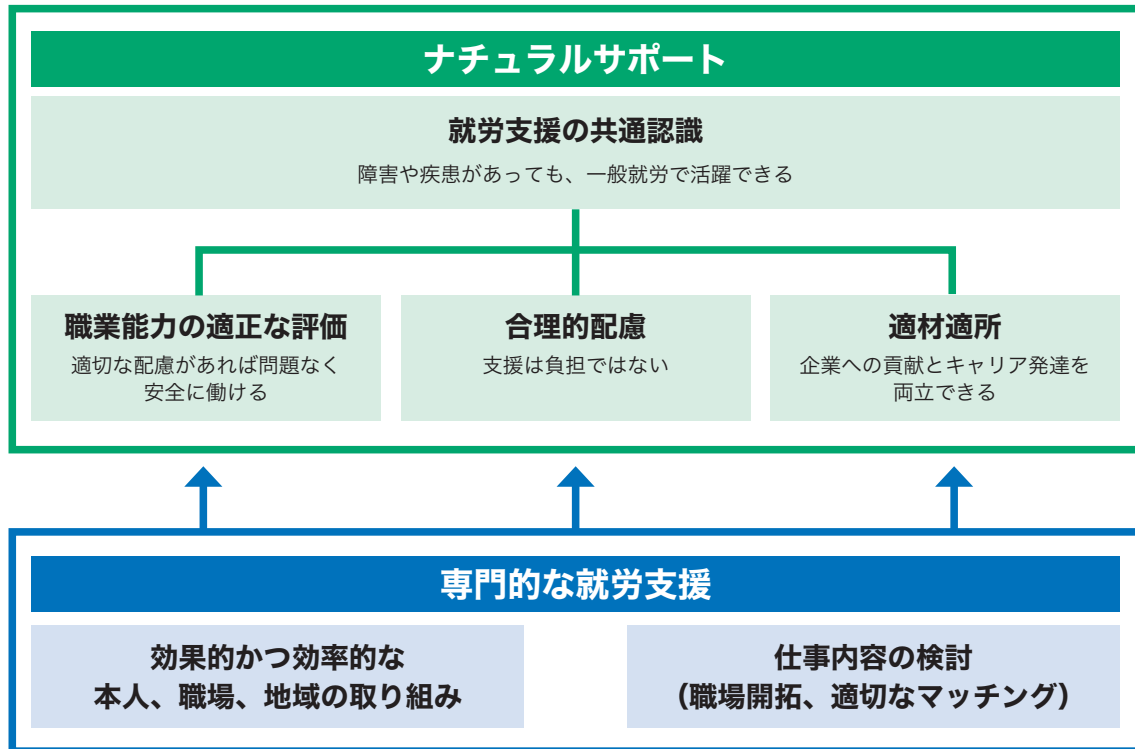 ナチュラルサポート
就労支援の共通認識
障害や疾患があっても、一般就労で活躍できる
職業能力の適正な評価
適切な配慮があれば問題なく
安全に働ける
合理的配慮
支援は負担ではない
適材適所
企業への貢献とキャリア発達を
両立できる
専門的な就労支援
効果的かつ効率的な
本人、職場、地域の取り組み
仕事内容の検討
（職場開拓、適切なマッチング）